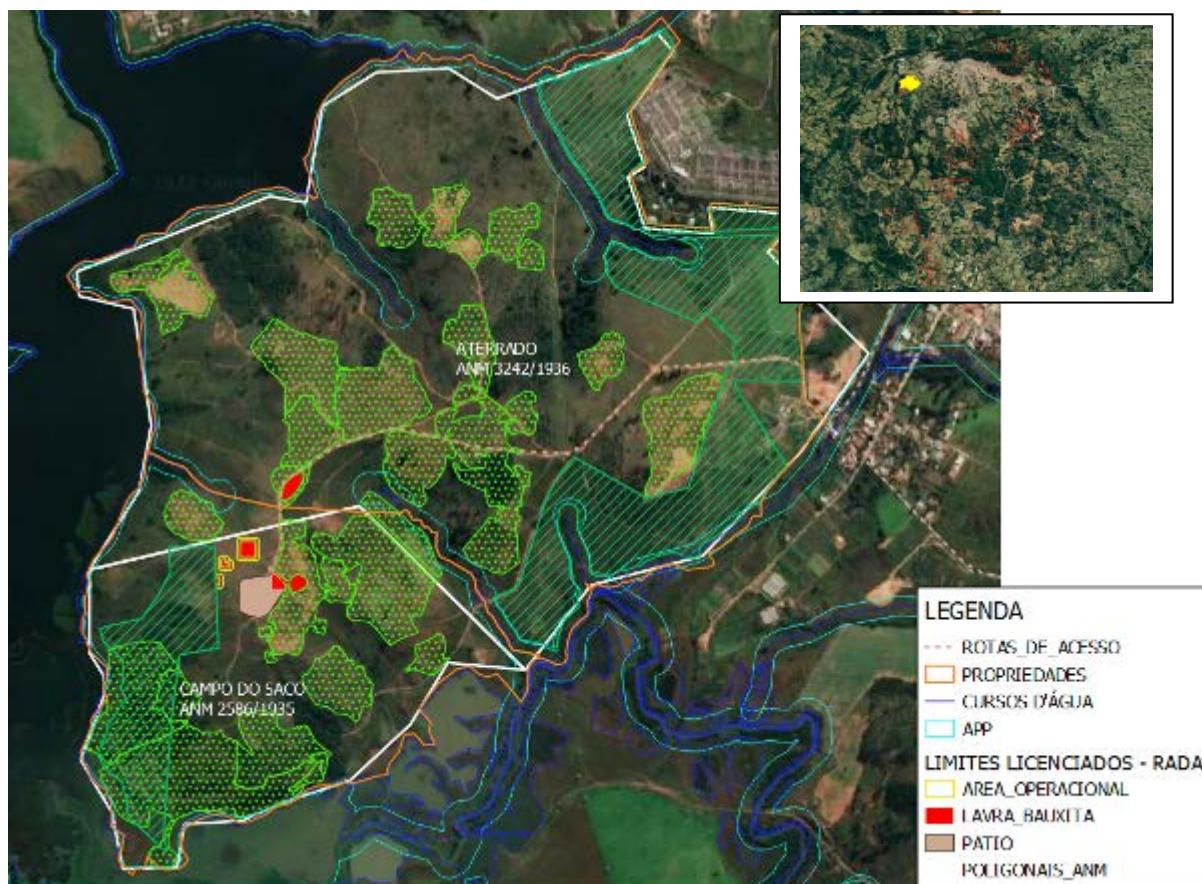 ATERRADO
ANM 3242/1936
CAMPO DO SACO
ANM 2586/1935
LEGENDA
ROTAS_DE_ACESSO
PROPRIEDADES
CURSOS D'ÁGUA
APP
LIMITES LICENCIADOS - RADA
AREA_OPERACIONAL
LAVRA_BAUXITA
PATIO
POLIGONAIS_ANM